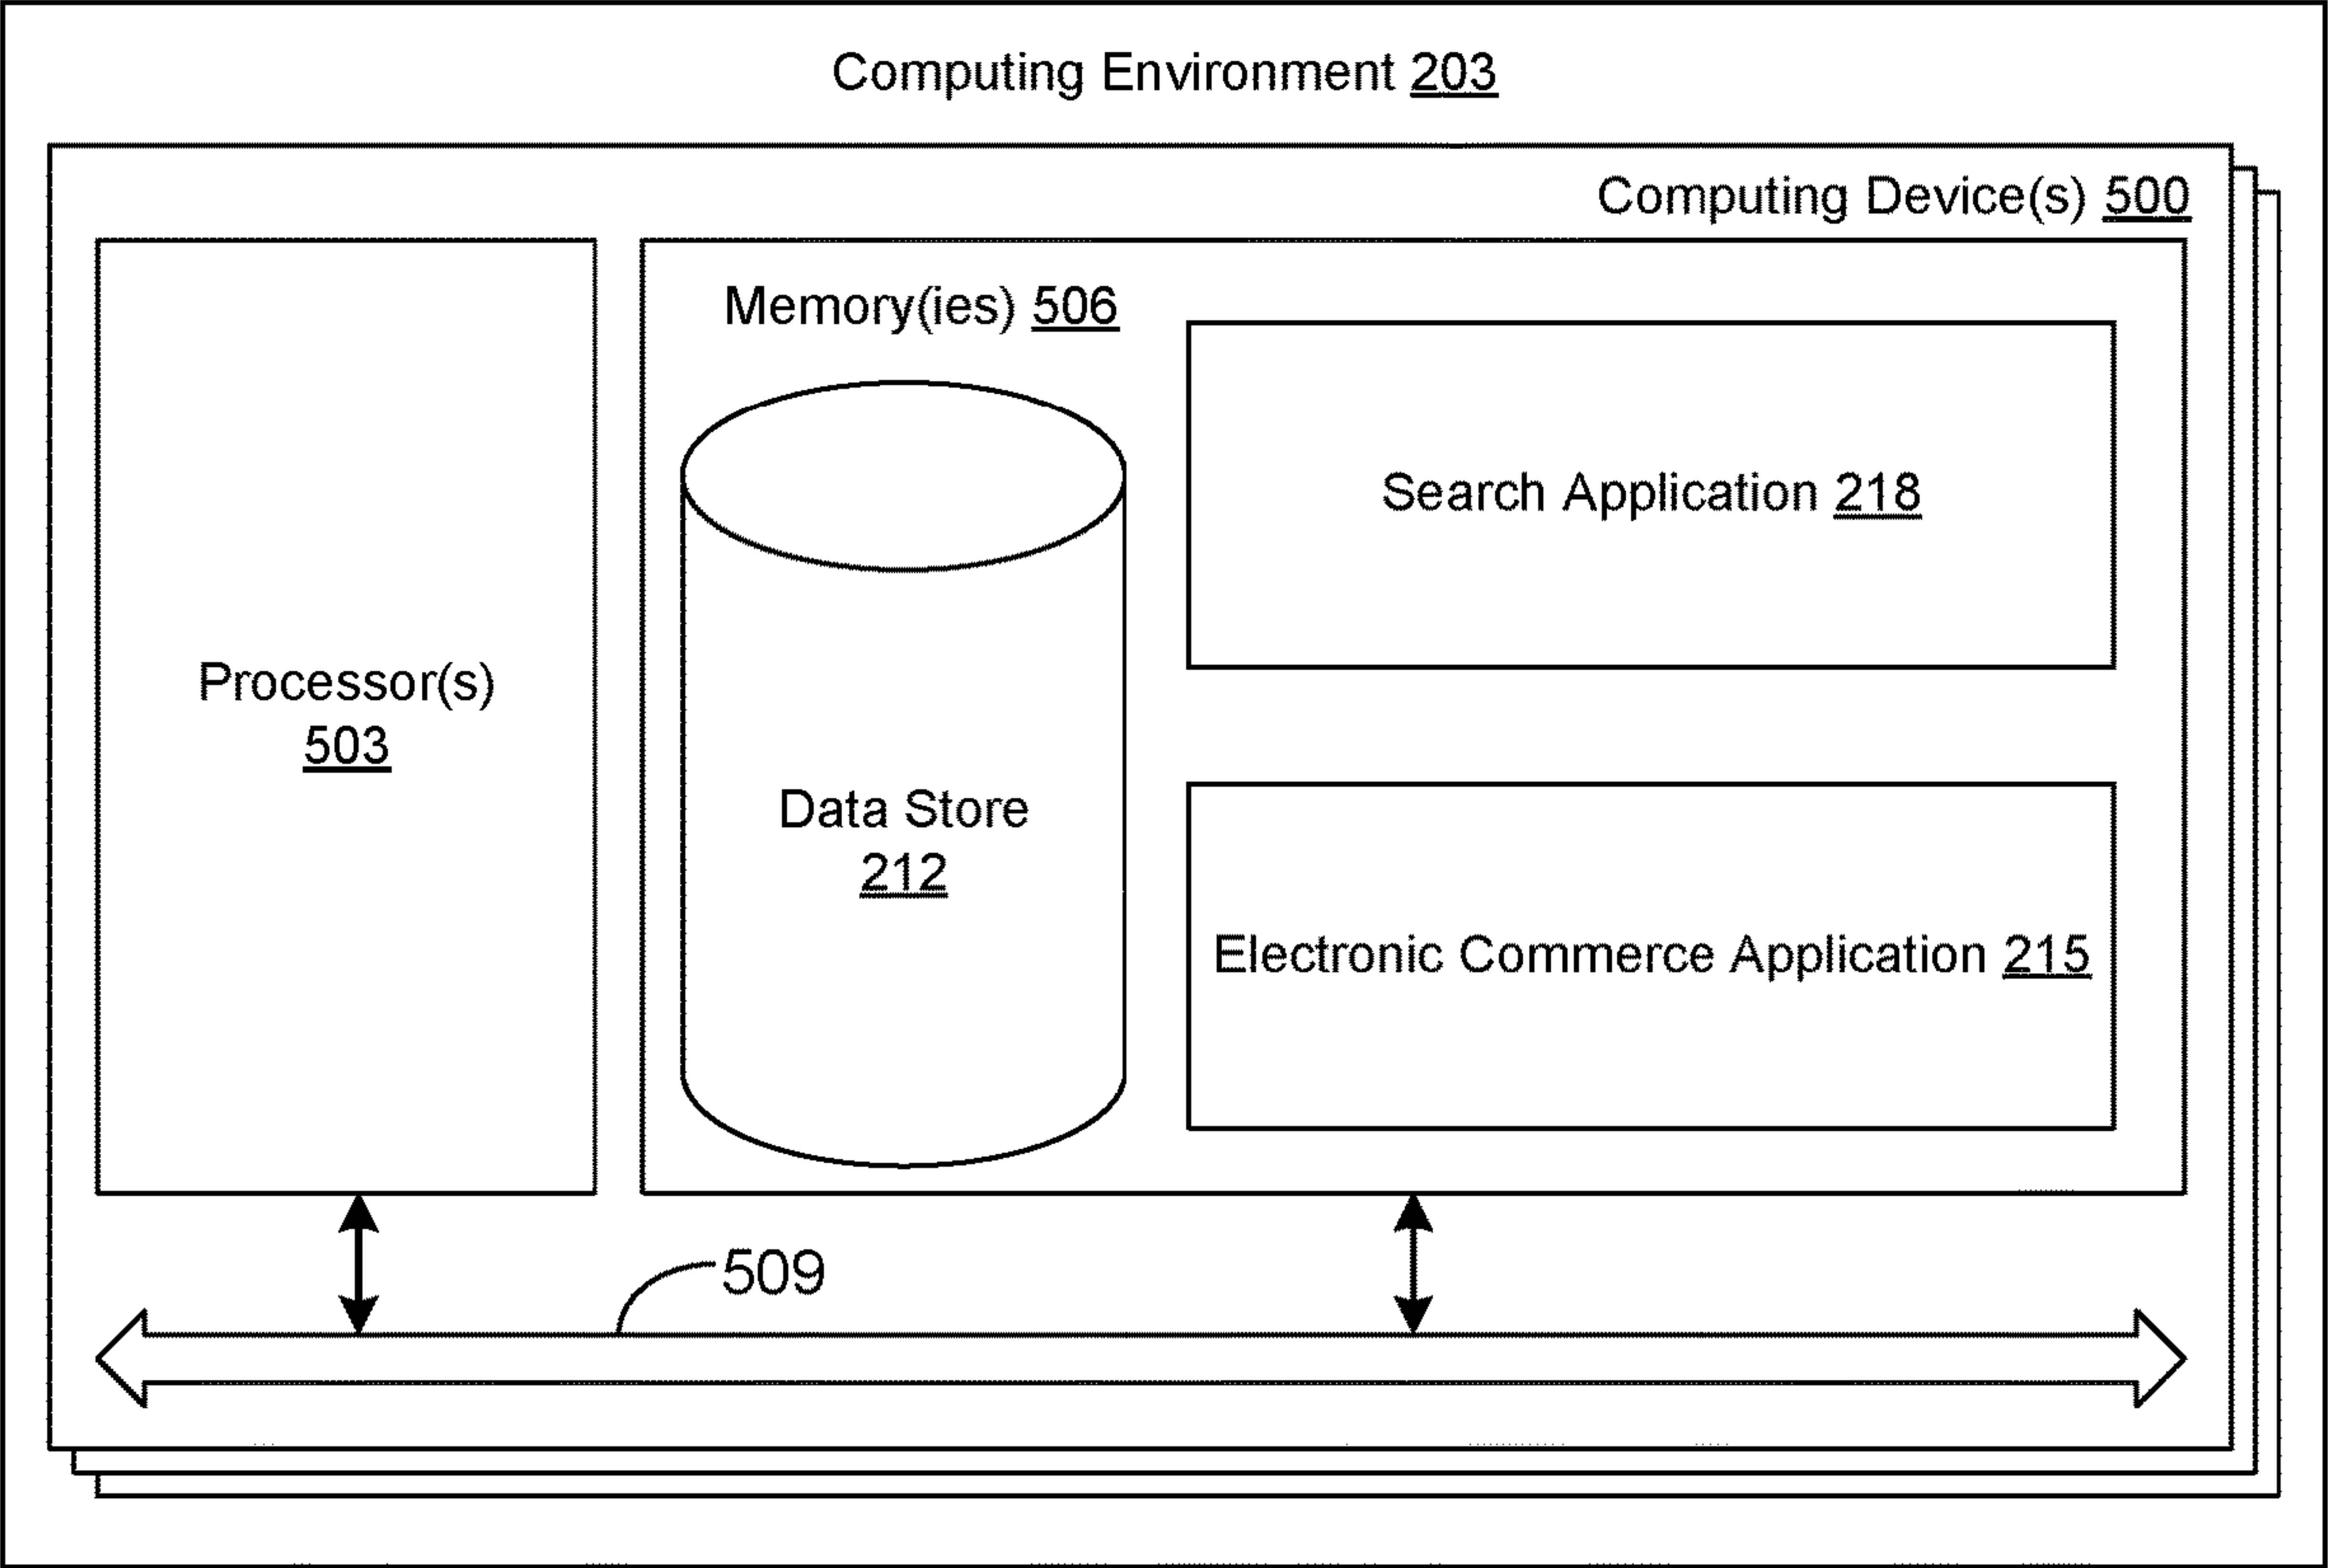 Computing Environment 203
Computing Device(s) 500
Memory(ies) 506
Search Application 218
Processor(s)
503
Data Store
212
Electronic Commerce Application 215
509